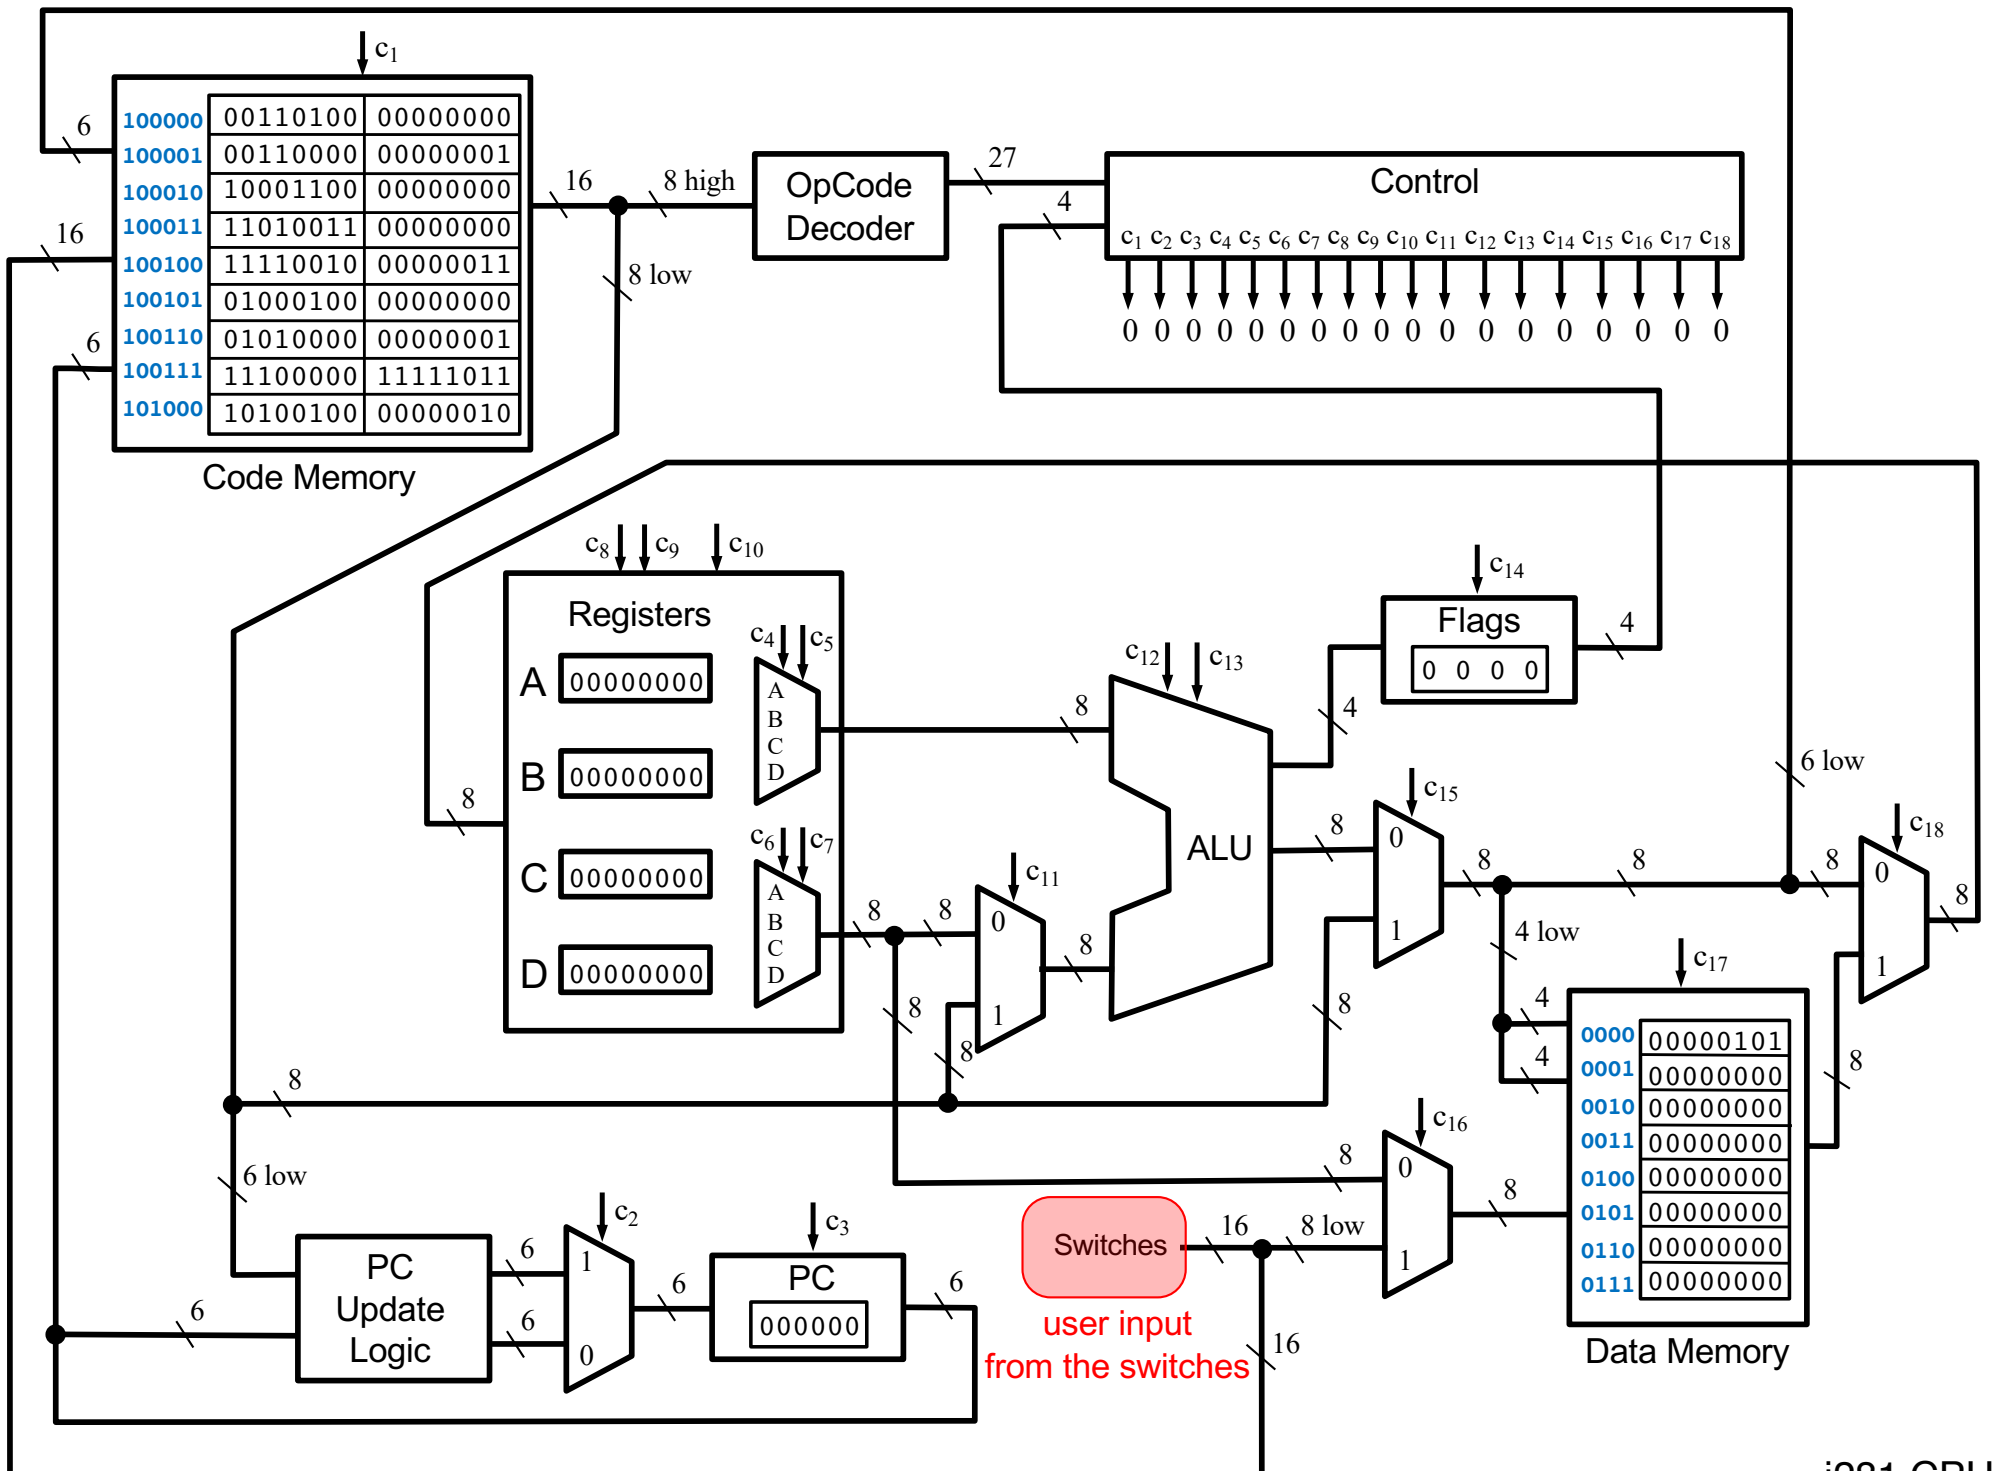 c1
100000 00110100 00000000
100001 00110000 00000001
100010 10001100 00000000
100011 11010011 00000000
100100 11110010 00000011
100101 01000100 00000000
100110 01010000 00000001
100111 11100000 11111011
101000 10100100 00000010
Code Memory
6
16
6
16
8 high
8 low
OpCode
Decoder
27
4
Control
c1 c2 c3 c4 c5 c6 c7 c8 c9 c10 c11 c12 c13 c14 c15 c16 c17 c18
0 0 0 0 0 0 0 0 0 0 0 0 0 0 0 0 0 0
c8 c9 c10
Registers
A 00000000
B 00000000
C 00000000
D 00000000
8
c4 c5
A
B
C
D
c6 c7
A
B
C
D
8
8
8
8
c11
0
1
8
8
8
c12 c13
ALU
c14
Flags
0 0 0 0
4
4
8
c15
0
1
8
8
8
8
6 low
4 low
4
4
c18
0
1
8
8
c17
0000 00000101
0001 00000000
0010 00000000
0011 00000000
0100 00000000
0101 00000000
0110 00000000
0111 00000000
Data Memory
c16
0
1
8
8
8 low
16
16
Switches
user input
from the switches
6 low
6
PC
Update
Logic
6
6
c2
1
0
6
c3
PC
000000
6